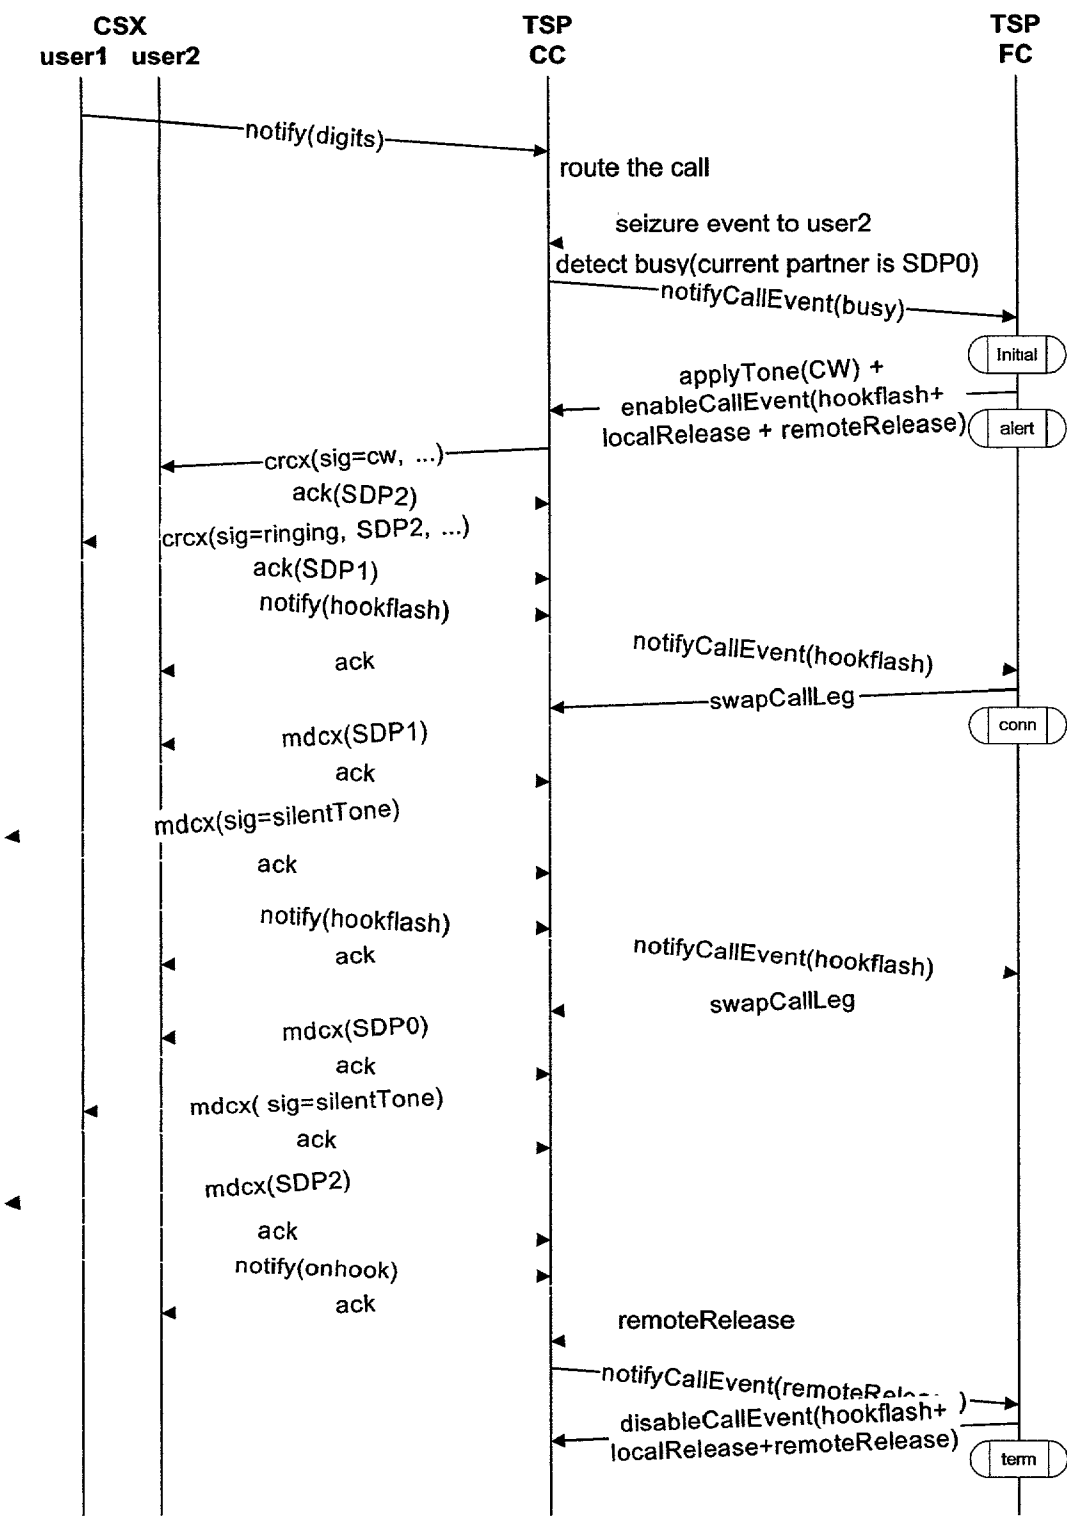 CSX
user1 user2
TSP
CC
TSP
FC
notify(digits)
route the call
seizure event to user2
detect busy(current partner is SDP0)
notifyCallEvent(busy)
Initial
applyTone(CW) +
enableCallEvent(hookflash+
localRelease + remoteRelease)
alert
crcx(sig=cw, ...)
ack(SDP2)
crcx(sig=ringing, SDP2, ...)
ack(SDP1)
notify(hookflash)
notifyCallEvent(hookflash)
ack
swapCallLeg
conn
mdcx(SDP1)
ack
mdcx(sig=silentTone)
ack
notify(hookflash)
notifyCallEvent(hookflash)
ack
swapCallLeg
mdcx(SDP0)
ack
mdcx( sig=silentTone)
ack
mdcx(SDP2)
ack
notify(onhook)
ack
remoteRelease
notifyCallEvent(remoteRelease)
disableCallEvent(hookflash+
localRelease+remoteRelease)
term